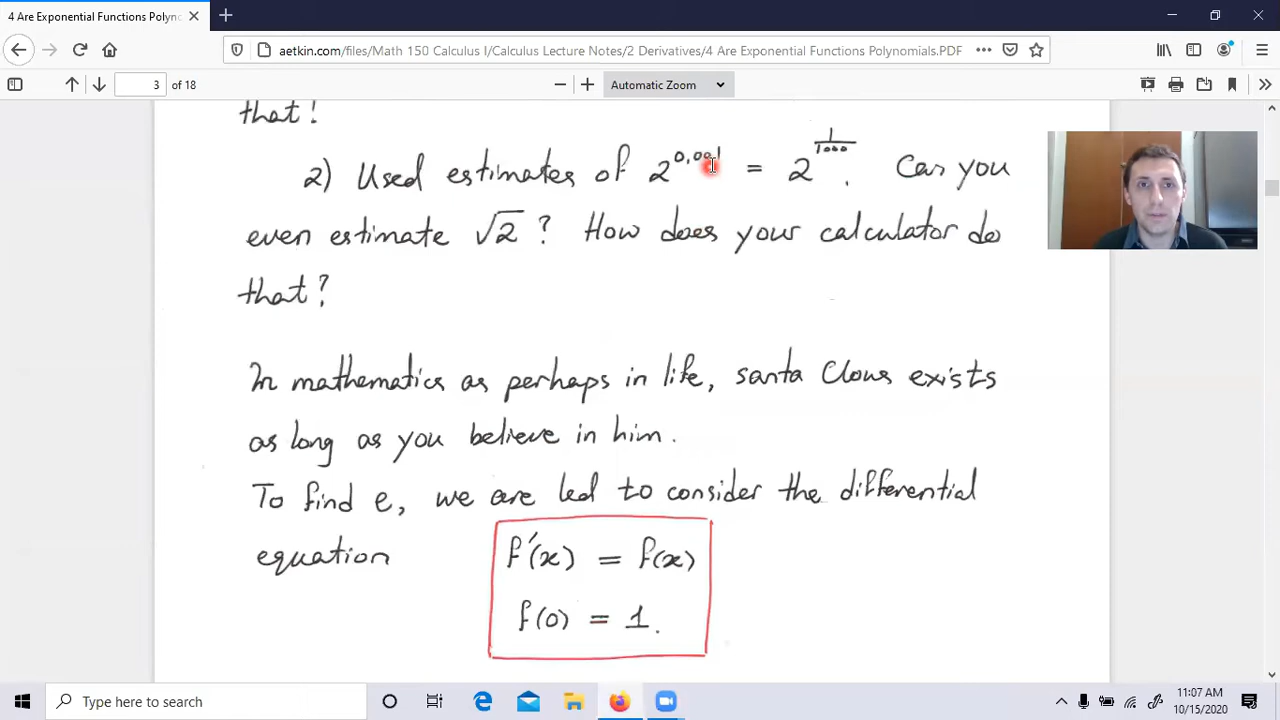 4 Are Exponential Functions Polync
aetkin.com/files/Math 150 Calculus I/Calculus Lecture Notes/2 Derivatives/4 Are Exponential Functions Polynomials.PDF
3 of 18
Automatic Zoom
that!
2) Used estimates of 2^0.001 = 2^1/1000. Can you
even estimate √2? How does your calculator do
that?
In mathematics as perhaps in life, santa Claus exists
as long as you believe in him.
To find e, we are led to consider the differential
equation
f'(x) = f(x)
f(0) = 1.
Type here to search
11:07 AM
10/15/2020